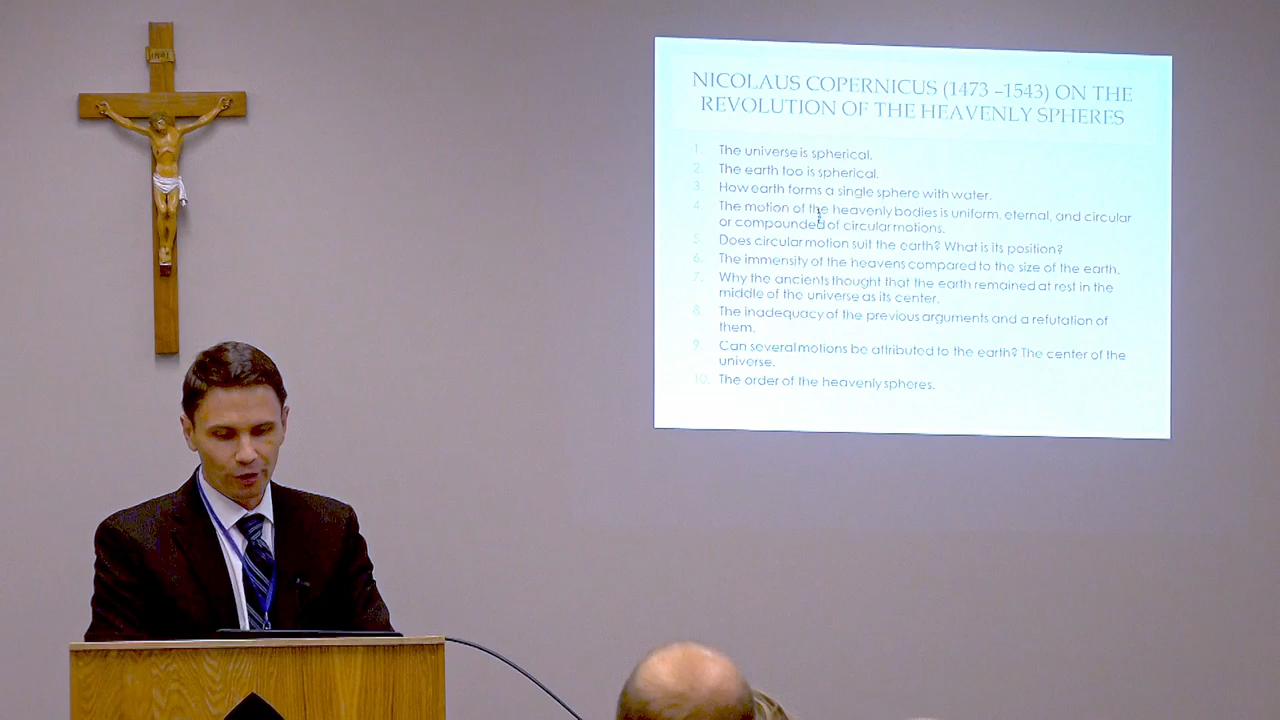 INRI
NICOLAUS COPERNICUS (1473 –1543) ON THE
REVOLUTION OF THE HEAVENLY SPHERES
1. The universe is spherical.
2. The earth too is spherical.
3. How earth forms a single sphere with water.
4. The motion of the heavenly bodies is uniform, eternal, and circular
or compounded of circular motions.
5. Does circular motion suit the earth? What is its position?
6. The immensity of the heavens compared to the size of the earth.
7. Why the ancients thought that the earth remained at rest in the
middle of the universe as its center.
8. The inadequacy of the previous arguments and a refutation of
them.
9. Can several motions be attributed to the earth? The center of the
universe.
10. The order of the heavenly spheres.